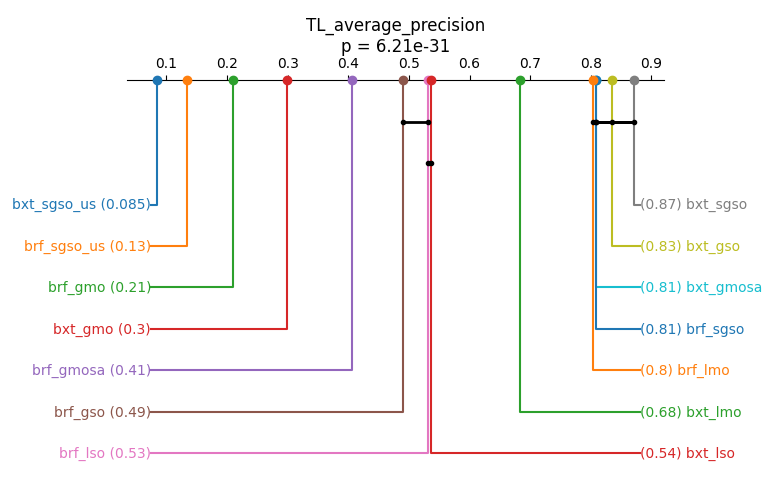 TL_average_precision
p = 6.21e-31
0.1 0.2 0.3 0.4 0.5 0.6 0.7 0.8 0.9
bxt_sgso_us (0.085) (0.87) bxt_sgso
brf_sgso_us (0.13) (0.83) bxt_gso
brf_gmo (0.21) (0.81) bxt_gmosa
bxt_gmo (0.3) (0.81) brf_sgso
brf_gmosa (0.41) (0.8) brf_lmo
brf_gso (0.49) (0.68) bxt_lmo
brf_lso (0.53) (0.54) bxt_lso